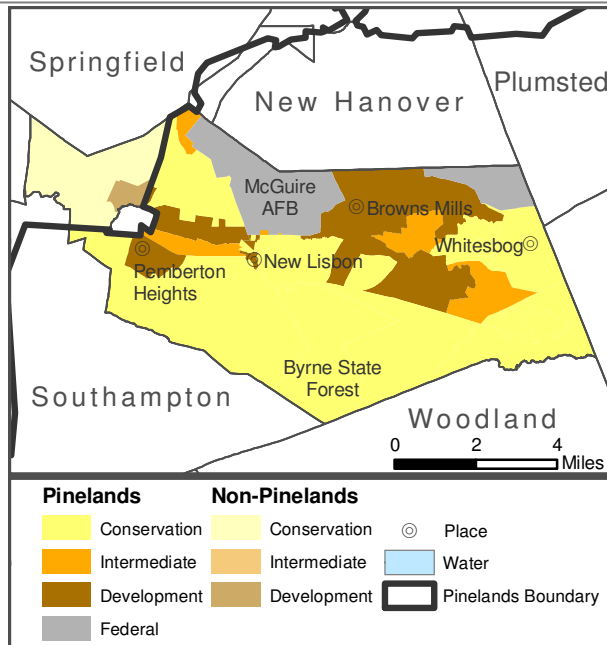 Springfield
Plumsted
New Hanover
McGuire
AFB
Browns Mills
Whitesbog
New Lisbon
Pemberton
Heights
Byrne State
Forest
Southampton
Woodland
0 2 4
Miles
Pinelands Non-Pinelands
Conservation Conservation Place
Intermediate Intermediate Water
Development Development Pinelands Boundary
Federal